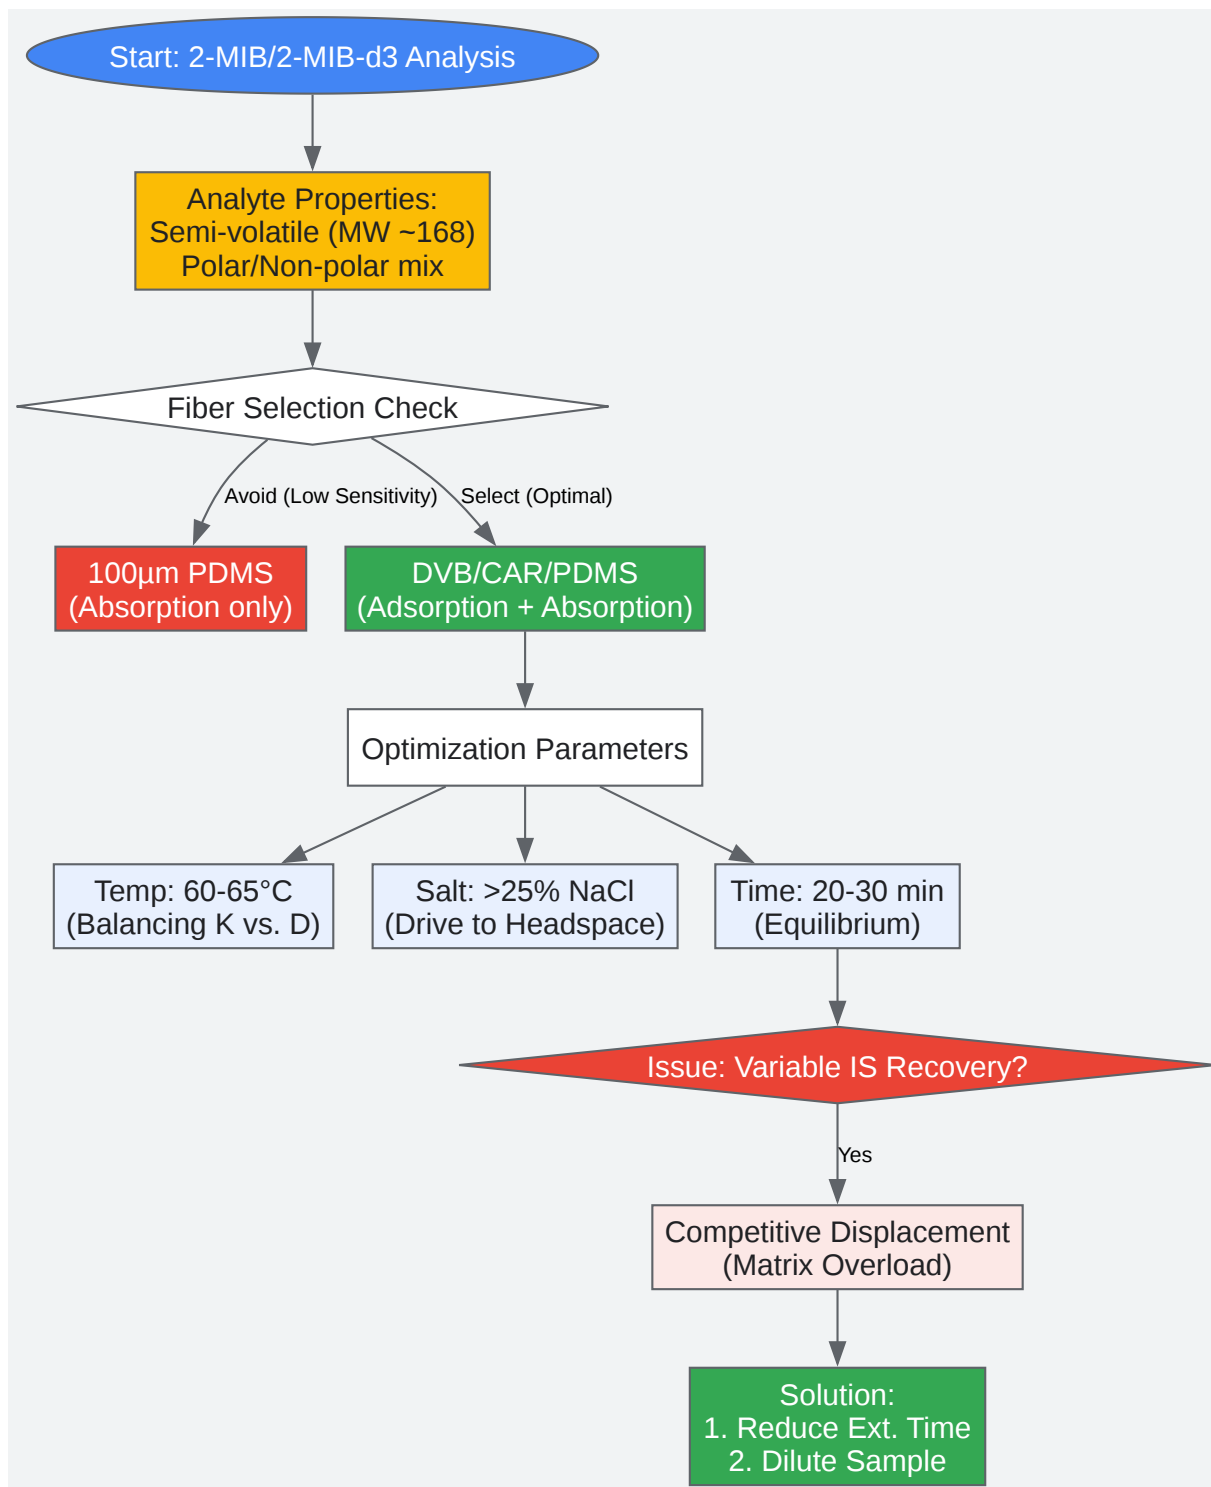 Start: 2-MIB/2-MIB-d3 Analysis
Analyte Properties:
Semi-volatile (MW ~168)
Polar/Non-polar mix
Fiber Selection Check
Avoid (Low Sensitivity)
Select (Optimal)
100µm PDMS
(Absorption only)
DVB/CAR/PDMS
(Adsorption + Absorption)
Optimization Parameters
Temp: 60-65°C
(Balancing K vs. D)
Salt: >25% NaCl
(Drive to Headspace)
Time: 20-30 min
(Equilibrium)
Issue: Variable IS Recovery?
Yes
Competitive Displacement
(Matrix Overload)
Solution:
1. Reduce Ext. Time
2. Dilute Sample